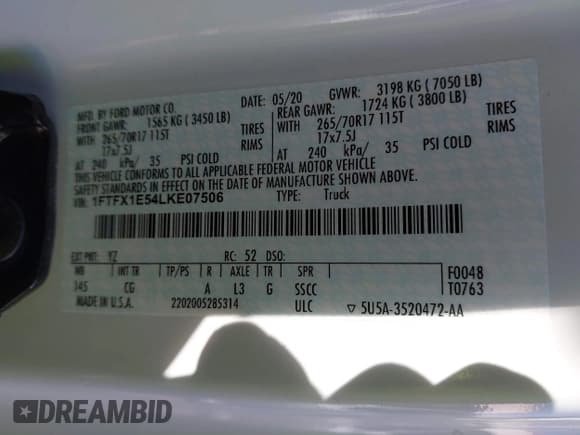 MFD. BY FORD MOTOR CO.
05/20 GVWR: 3198 KG ( 7050 LB)
FRONT GAWR: 1565 KG ( 3450 LB)
REAR GAWR: 1724 KG ( 3800 LB)
WITH 265/70R17 115T TIRES
WITH 265/70R17 115T TIRES
17x7.5J RIMS
17x7.5J RIMS
AT 240 kPa/ 35 PSI COLD
AT 240 kPa/ 35 PSI COLD
THIS VEHICLE CONFORMS TO ALL APPLICABLE FEDERAL MOTOR VEHICLE
SAFETY AND THEFT PREVENTION STANDARDS IN EFFECT ON THE DATE OF MANUFACTURE SHOWN ABOVE.
VIN: 1FTFX1E54LKE07506
TYPE: Truck
EXT PNT: YZ RC: 52 DSO:
WB INT TR TP/PS R AXLE TR SPR
F0048
145 CG A L3 G SSCC
T0763
MADE IN U.S.A. 2202005285314 ULC ▽ 5U5A-3520472-AA
DREAMBID